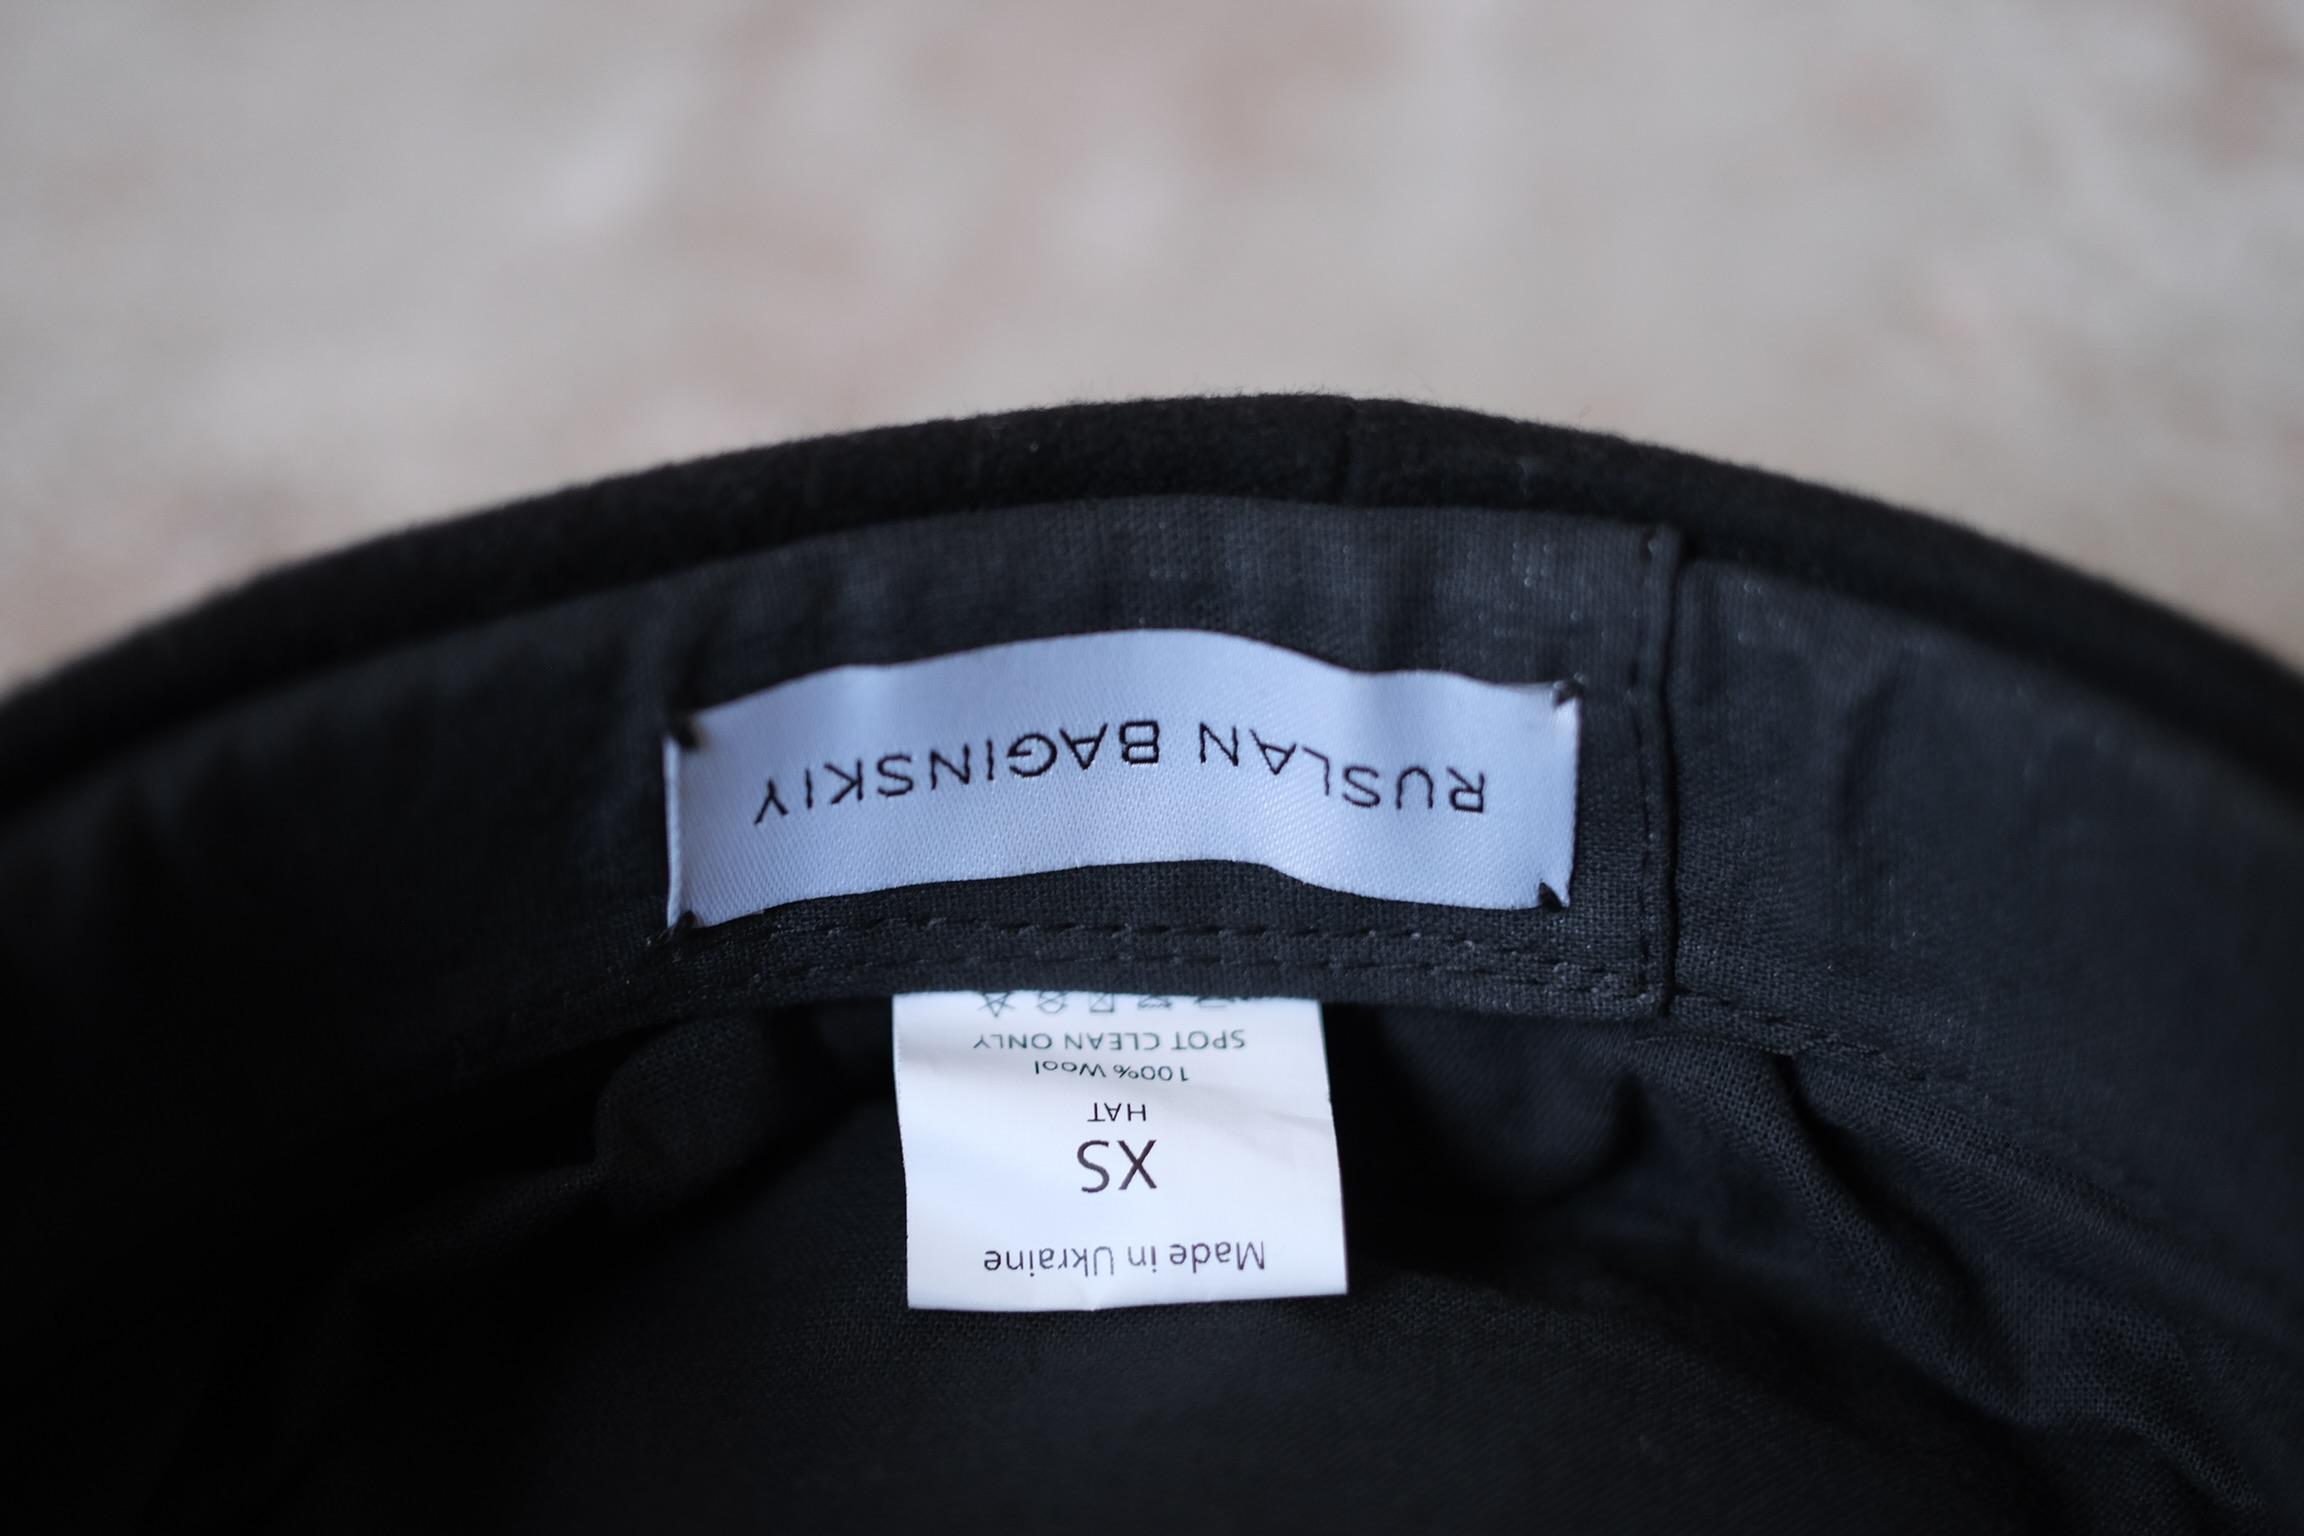 RUSLAN BAGINSKIY
SPOT CLEAN ONLY
100% Wool
HAT
XS
Made in Ukraine